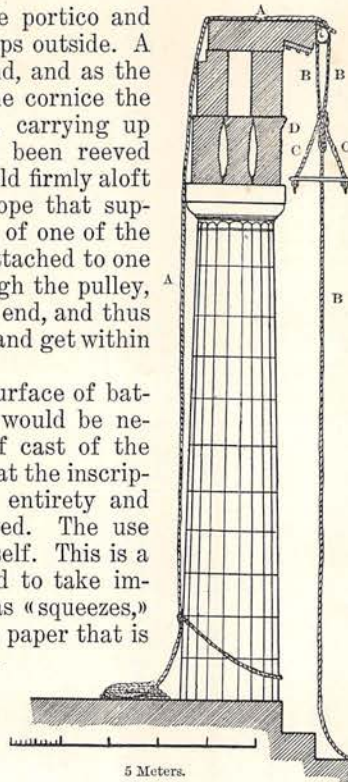 e portico and
ps outside. A
d, and as the
e cornice the
carrying up
been reeved
ld firmly aloft
ope that sup-
of one of the
ttached to one
gh the pulley,
end, and thus
and get within
urface of bat-
would be ne-
f cast of the
at the inscrip-
entirety and
ed. The use
self. This is a
d to take im-
as «squeezes,»
paper that is
A
B B
D
C C
A
B
5 Meters.